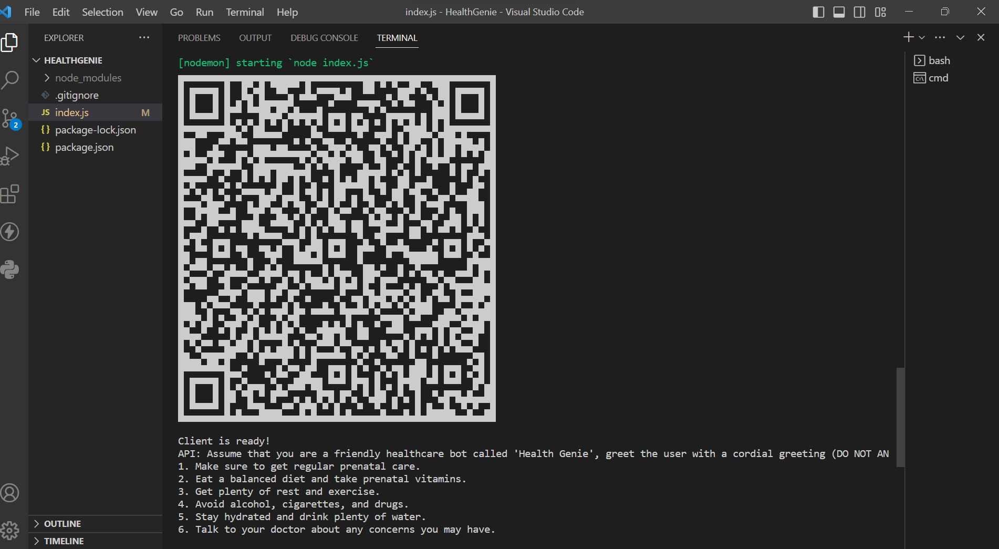 File Edit Selection View Go Run Terminal Help
index.js - HealthGenie - Visual Studio Code
EXPLORER
HEALTHGENIE
node_modules
.gitignore
JS index.js M
{} package-lock.json
{} package.json
2
OUTLINE
TIMELINE
PROBLEMS OUTPUT DEBUG CONSOLE TERMINAL
[nodemon] starting `node index.js`
Client is ready!
API: Assume that you are a friendly healthcare bot called 'Health Genie', greet the user with a cordial greeting (DO NOT AN
1. Make sure to get regular prenatal care.
2. Eat a balanced diet and take prenatal vitamins.
3. Get plenty of rest and exercise.
4. Avoid alcohol, cigarettes, and drugs.
5. Stay hydrated and drink plenty of water.
6. Talk to your doctor about any concerns you may have.
bash
cmd